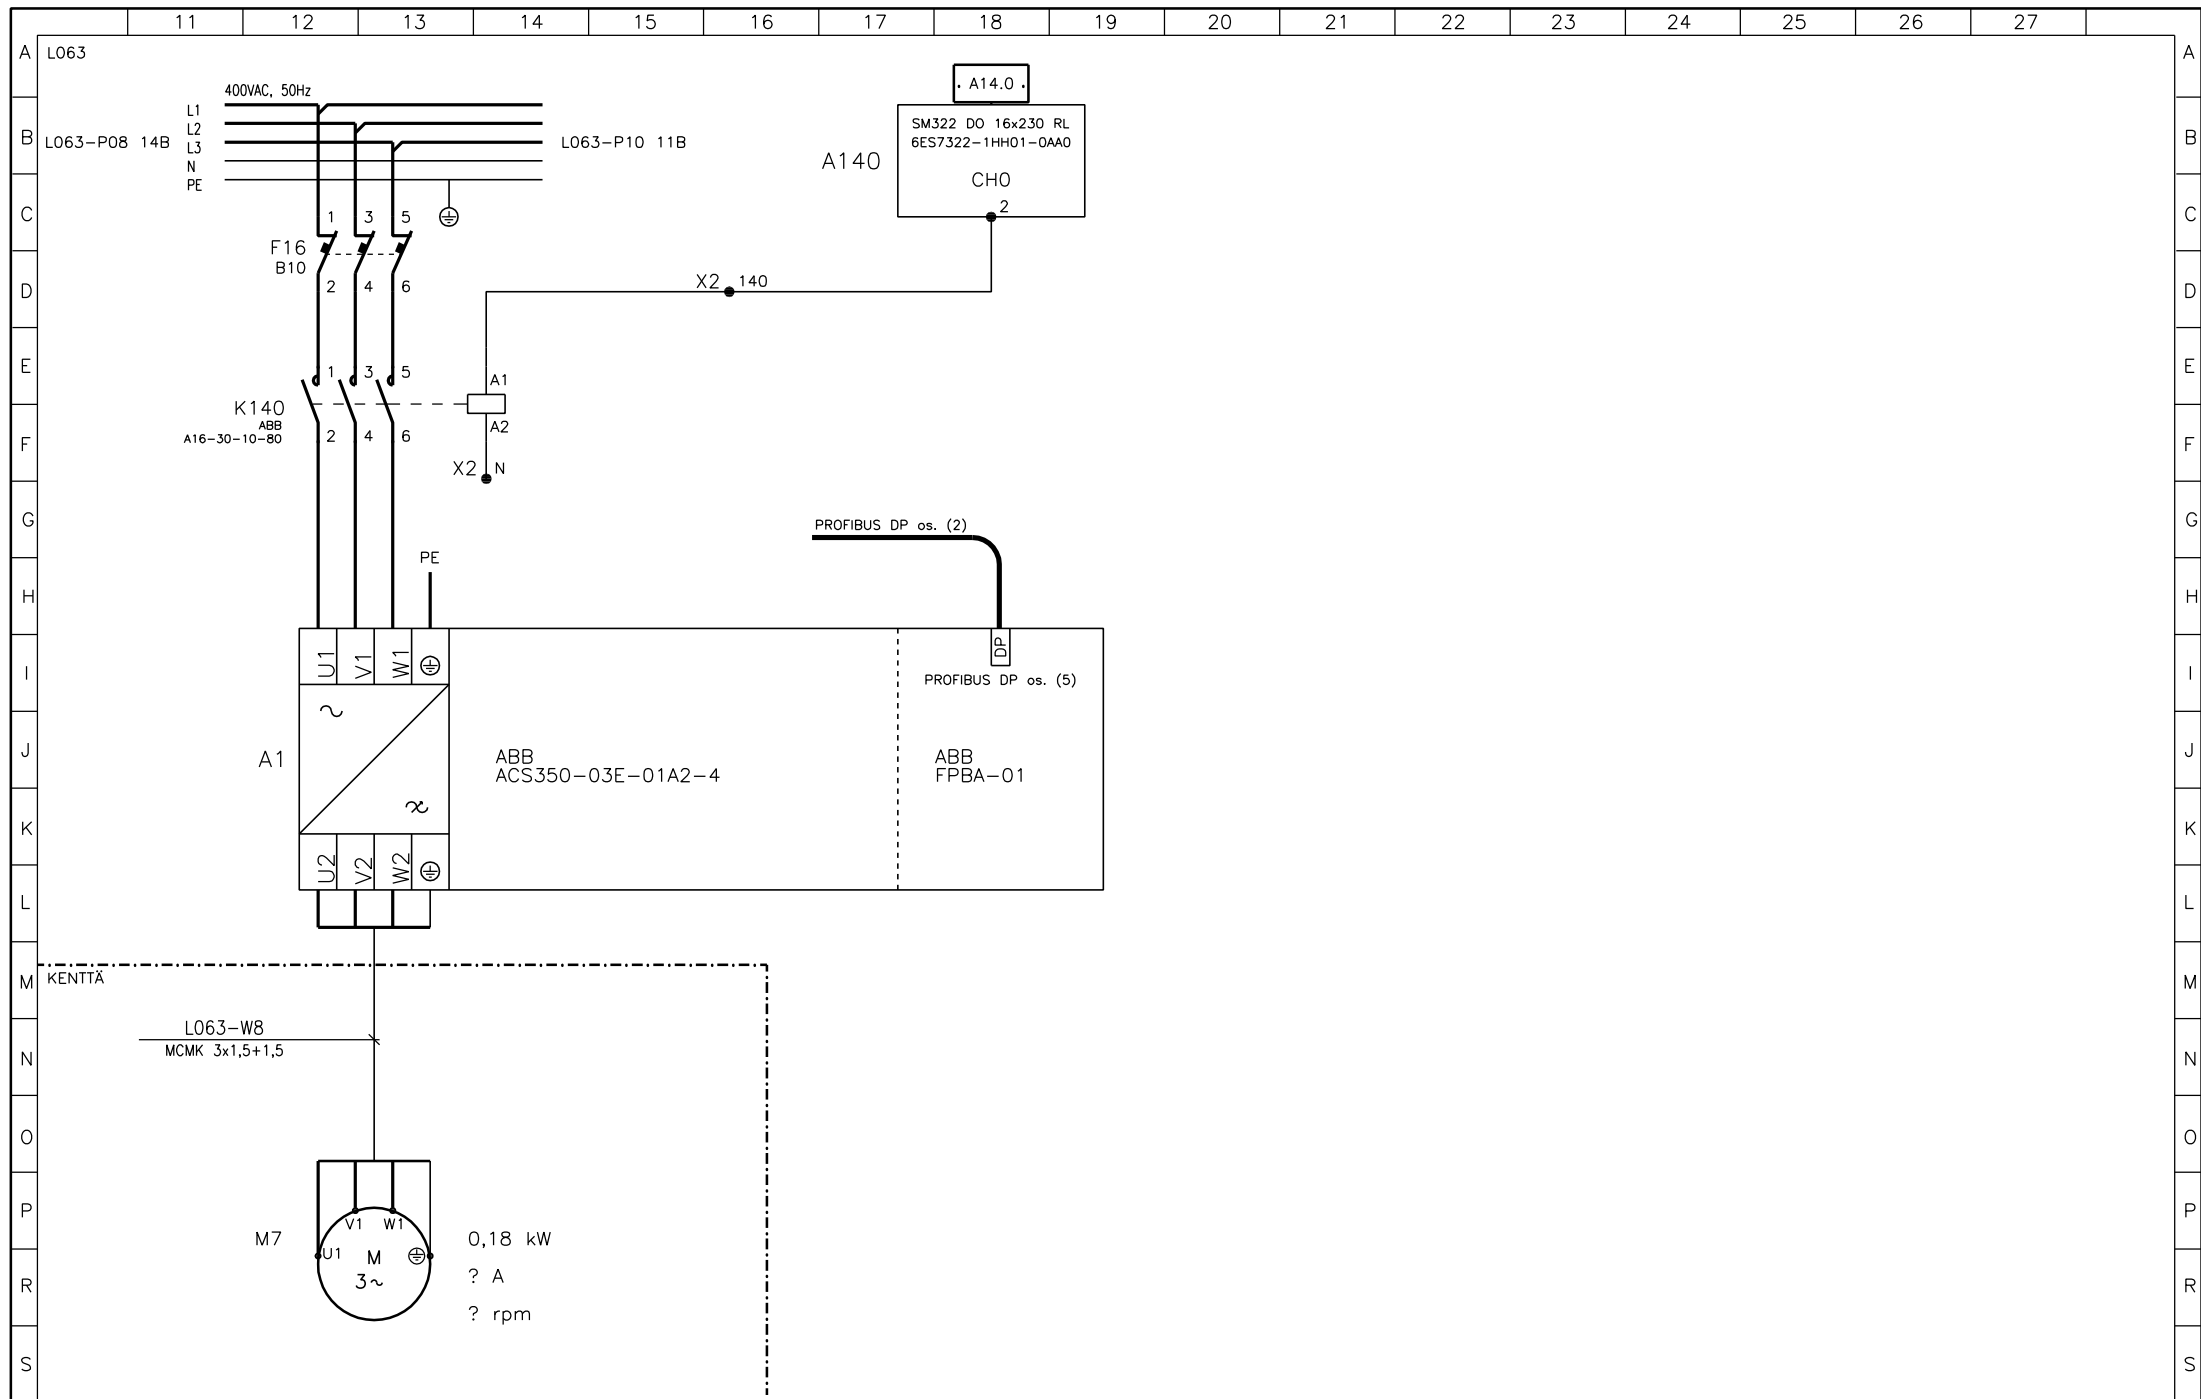 11 12 13 14 15 16 17 18 19 20 21 22 23 24 25 26 27
A L063 A
. A14.0 .
400VAC, 50Hz
L1
L2
B L063-P08 14B L3 L063-P10 11B B
N
PE
SM322 DO 16x230 RL
6ES7322-1HH01-0AA0
A140
CH0
2
C 1 3 5 C
F16
B10
D 2 4 6 X2 140 D
E 1 3 5 A1 E
K140
ABB
A16-30-10-80
F 2 4 6 A2 F
X2 N
G PROFIBUS DP os. (2) G
PE
H H
I U1 V1 W1 DP I
PROFIBUS DP os. (5)
J A1 ABB ABB J
ACS350-03E-01A2-4 FPBA-01
K K
U2 V2 W2
L L
M KENTTÄ M
L063-W8
N MCMK 3x1,5+1,5 N
O O
P V1 W1 P
M7 0,18 kW
U1 M
R 3~ ? A R
? rpm
S S